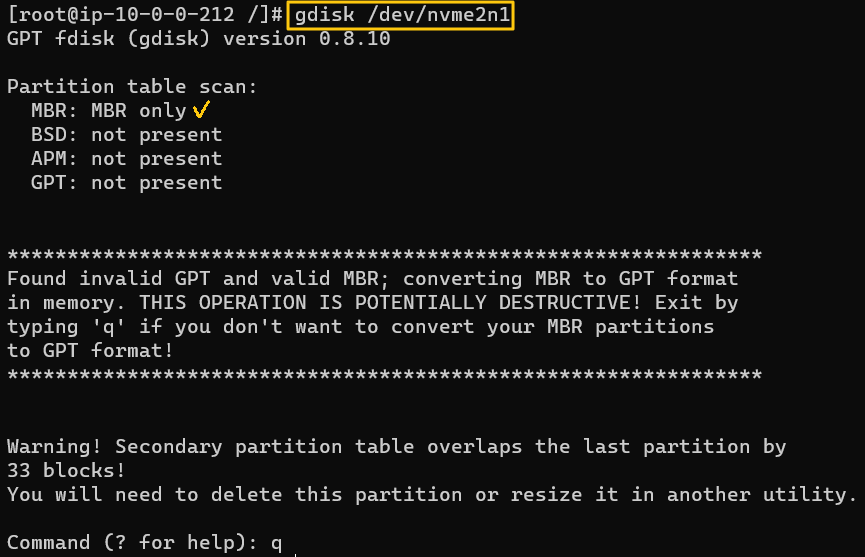 [root@ip-10-0-0-212 /]# gdisk /dev/nvme2n1
GPT fdisk (gdisk) version 0.8.10
Partition table scan:
MBR: MBR only
BSD: not present
APM: not present
GPT: not present
***************************************************************
Found invalid GPT and valid MBR; converting MBR to GPT format
in memory. THIS OPERATION IS POTENTIALLY DESTRUCTIVE! Exit by
typing 'q' if you don't want to convert your MBR partitions
to GPT format!
***************************************************************
Warning! Secondary partition table overlaps the last partition by
33 blocks!
You will need to delete this partition or resize it in another utility.
Command (? for help): q